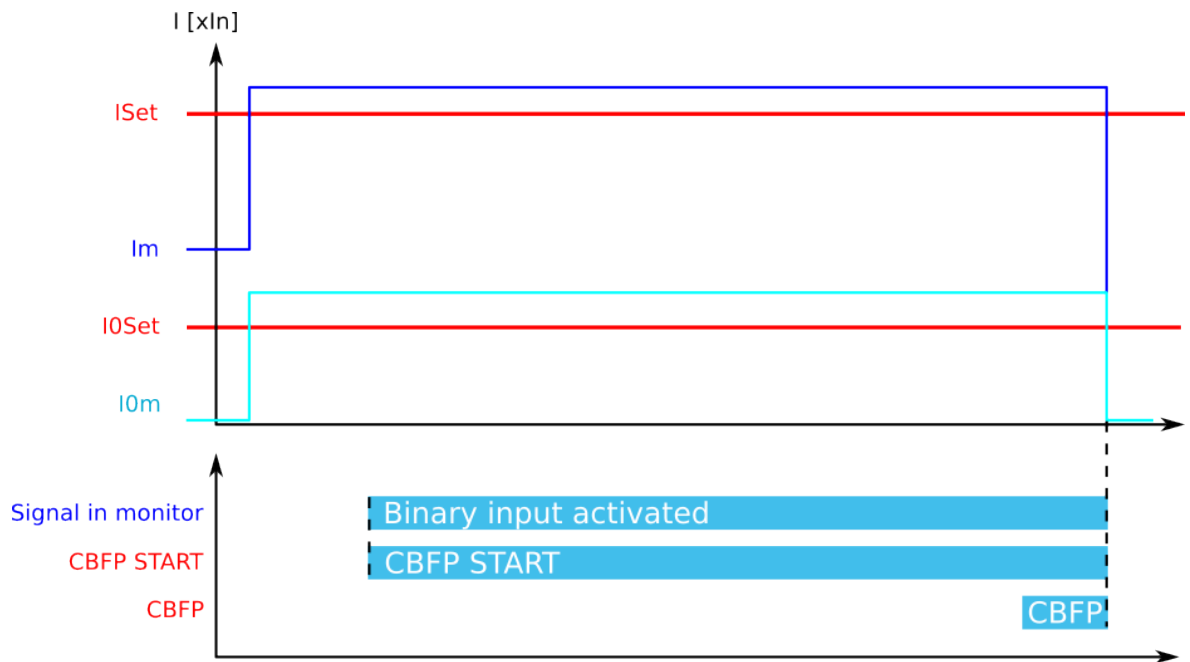 I [xIn]
ISet
Im
I0Set
I0m
Signal in monitor
Binary input activated
CBFP START
CBFP START
CBFP
CBFP